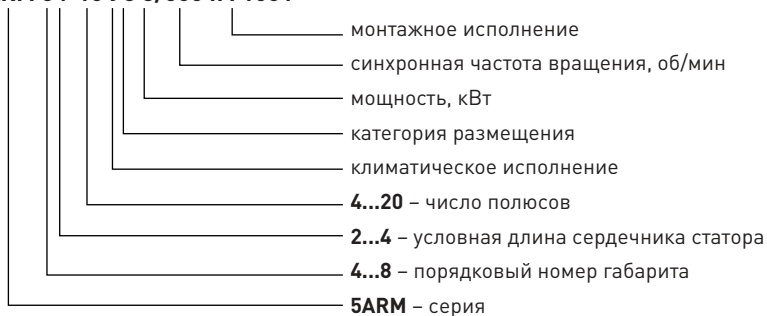 монтажное исполнение
синхронная частота вращения, об/мин
мощность, кВт
категория размещения
климатическое исполнение
4...20 – число полюсов
2...4 – условная длина сердечника статора
4...8 – порядковый номер габарита
5ARM – серия